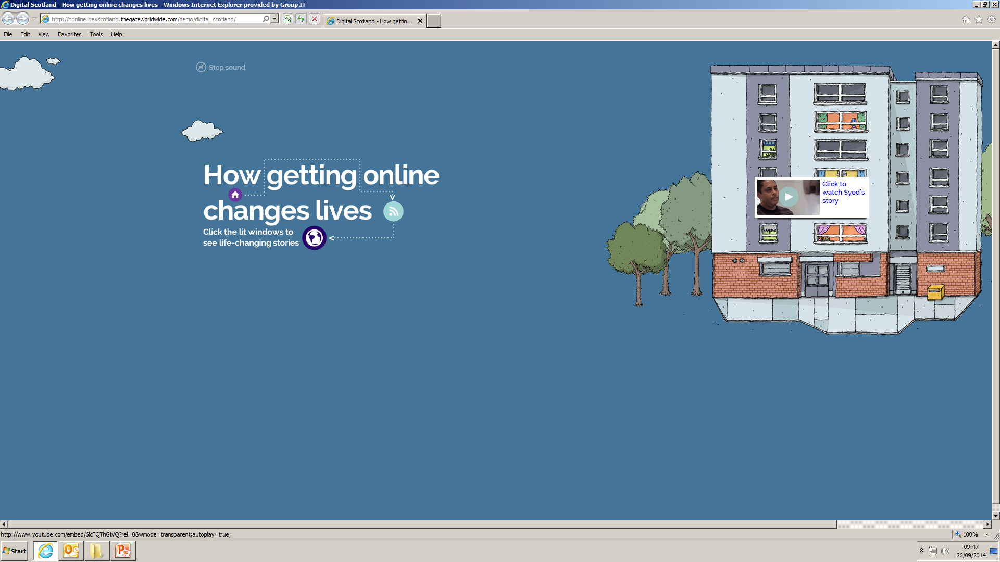 Digital Scotland - How getting online changes lives - Windows Internet Explorer provided by Group IT
http://nonline.devscotland.thegateworldwide.com/demo/digital_scotland/
Digital Scotland - How gettin...
File Edit View Favorites Tools Help
Stop sound
How getting online
changes lives
Click the lit windows to
see life-changing stories
Click to
watch Syed's
story
http://www.youtube.com/embed/6lcFQThGtVQ?rel=0&wmode=transparent;autoplay=true;
100%
Start
09:47
26/09/2014